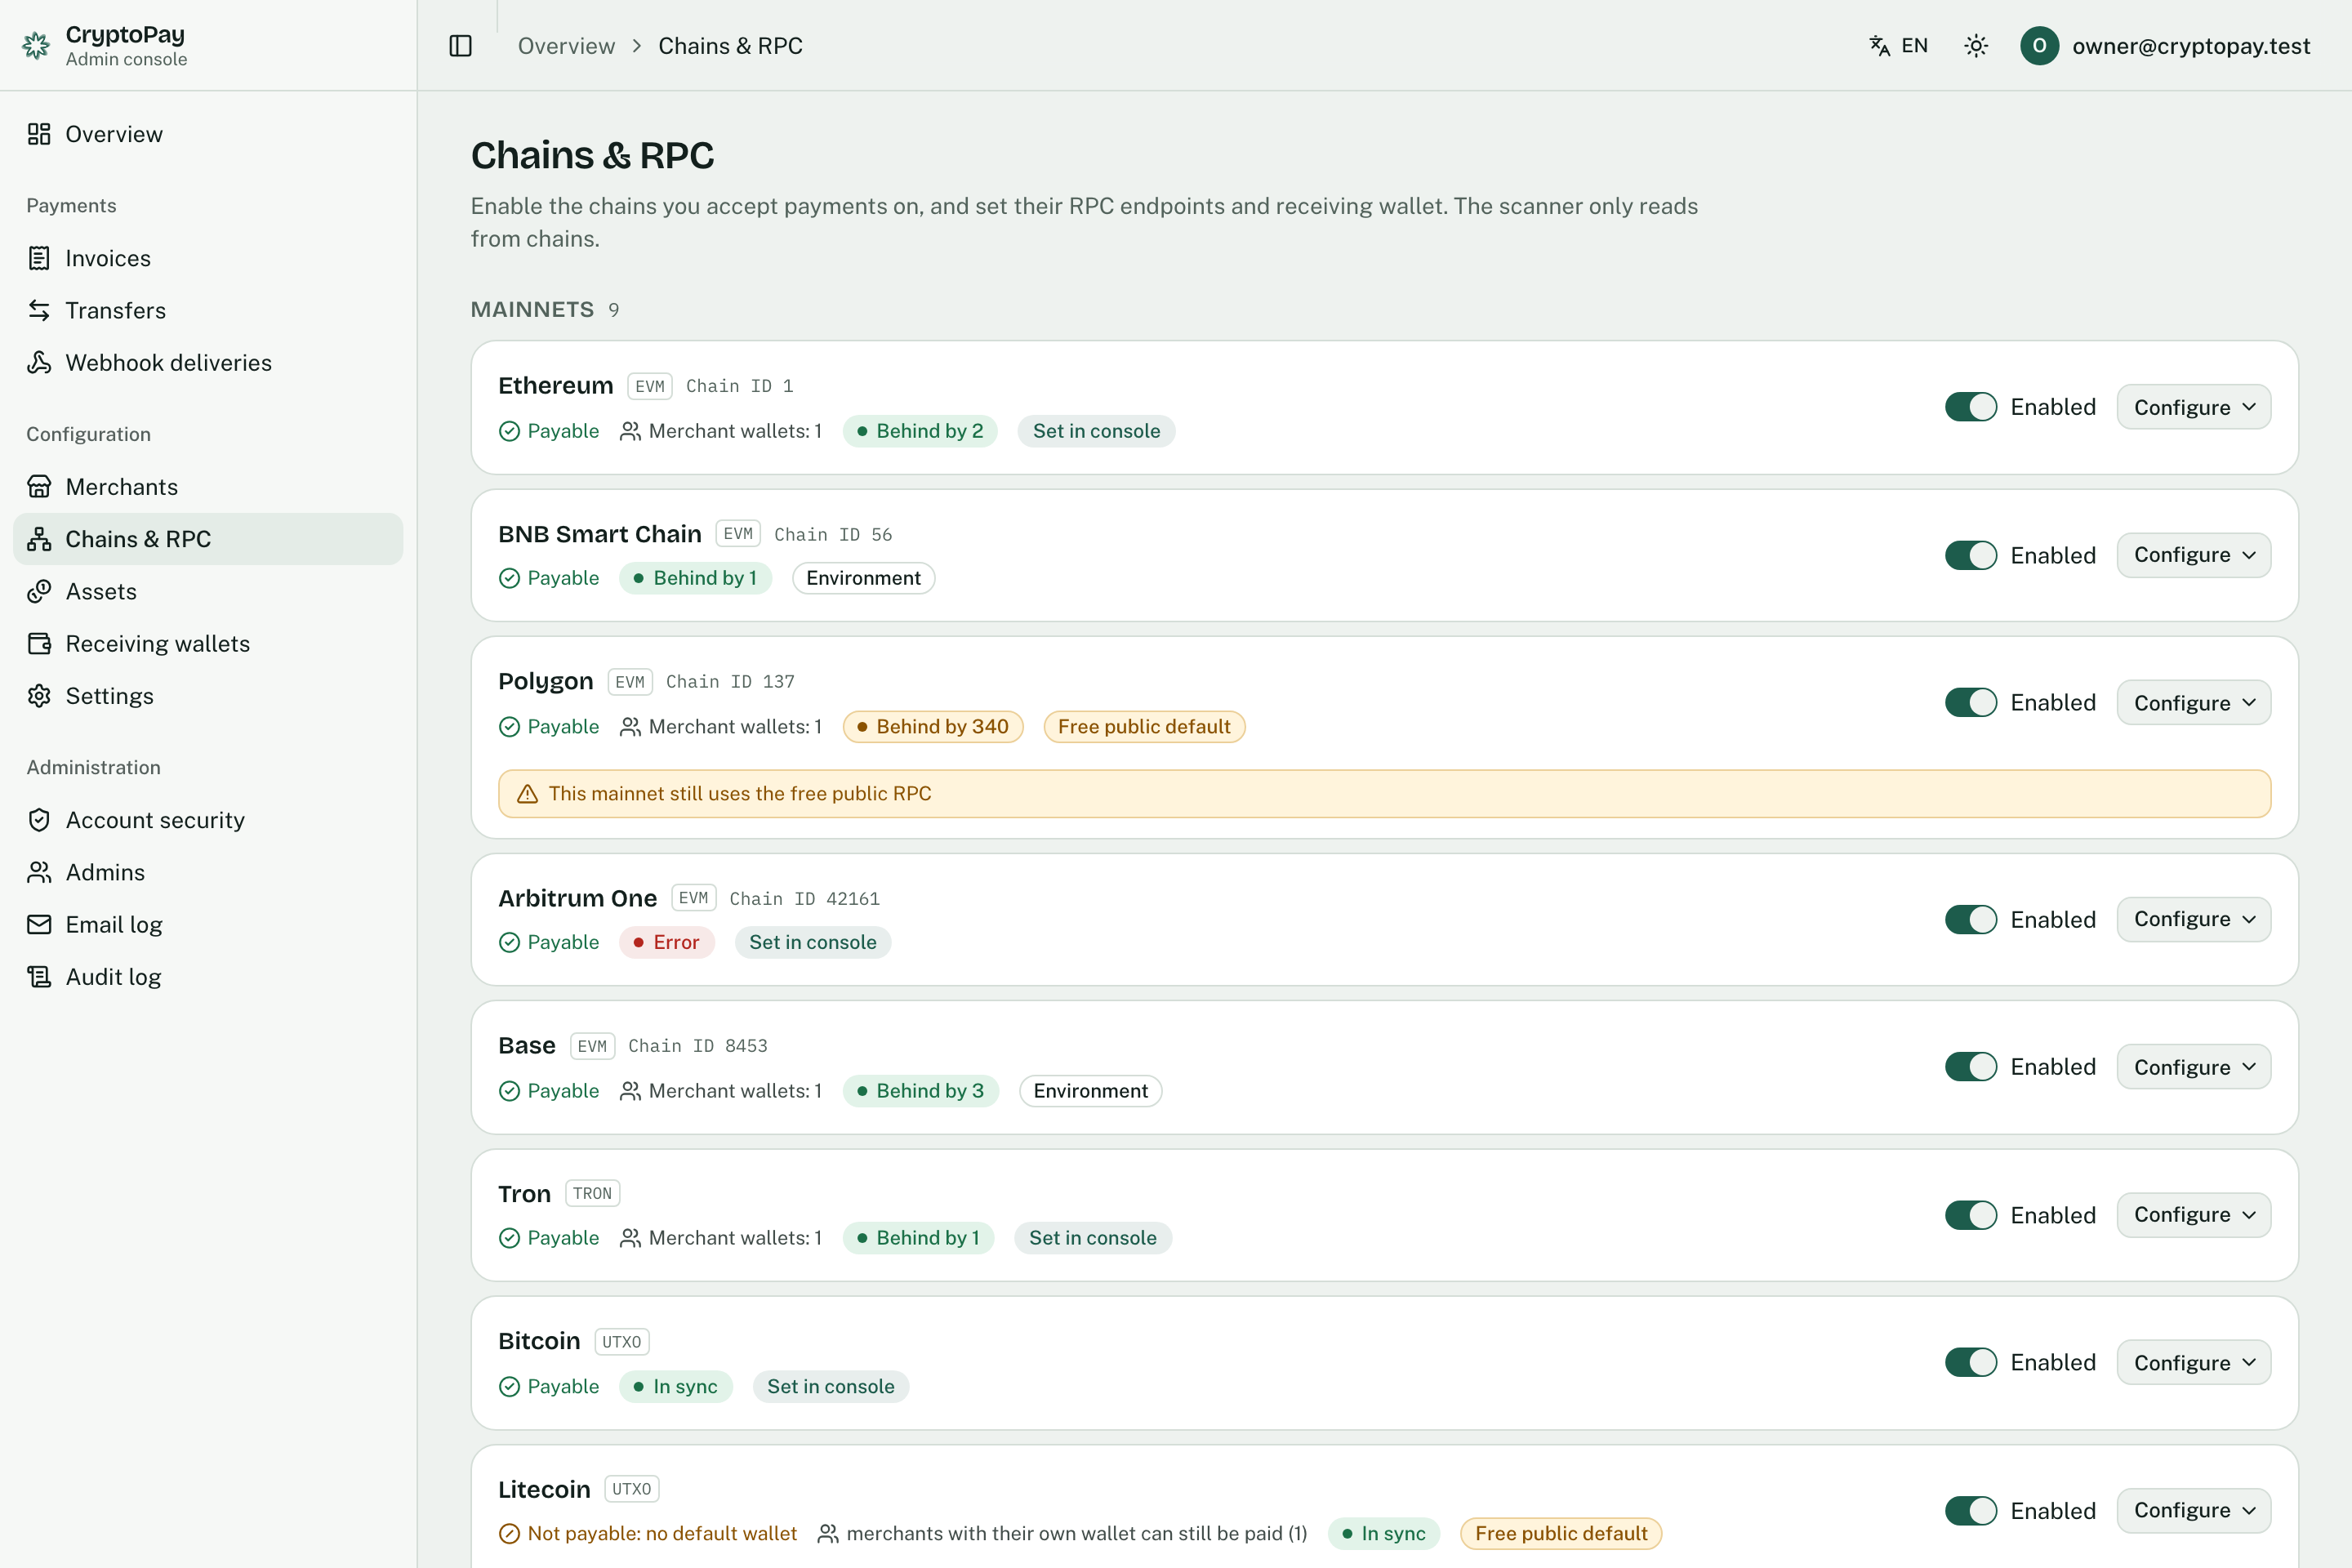 CryptoPay
Admin console
Overview
Payments
Invoices
Transfers
Webhook deliveries
Configuration
Merchants
Chains & RPC
Assets
Receiving wallets
Settings
Administration
Account security
Admins
Email log
Audit log
Overview > Chains & RPC
EN
O owner@cryptopay.test
Chains & RPC
Enable the chains you accept payments on, and set their RPC endpoints and receiving wallet. The scanner only reads
from chains.
MAINNETS 9
Ethereum EVM Chain ID 1
Payable Merchant wallets: 1 Behind by 2 Set in console
Enabled Configure
BNB Smart Chain EVM Chain ID 56
Payable Behind by 1 Environment
Enabled Configure
Polygon EVM Chain ID 137
Payable Merchant wallets: 1 Behind by 340 Free public default
Enabled Configure
This mainnet still uses the free public RPC
Arbitrum One EVM Chain ID 42161
Payable Error Set in console
Enabled Configure
Base EVM Chain ID 8453
Payable Merchant wallets: 1 Behind by 3 Environment
Enabled Configure
Tron TRON
Payable Merchant wallets: 1 Behind by 1 Set in console
Enabled Configure
Bitcoin UTXO
Payable In sync Set in console
Enabled Configure
Litecoin UTXO
Not payable: no default wallet merchants with their own wallet can still be paid (1) In sync Free public default
Enabled Configure